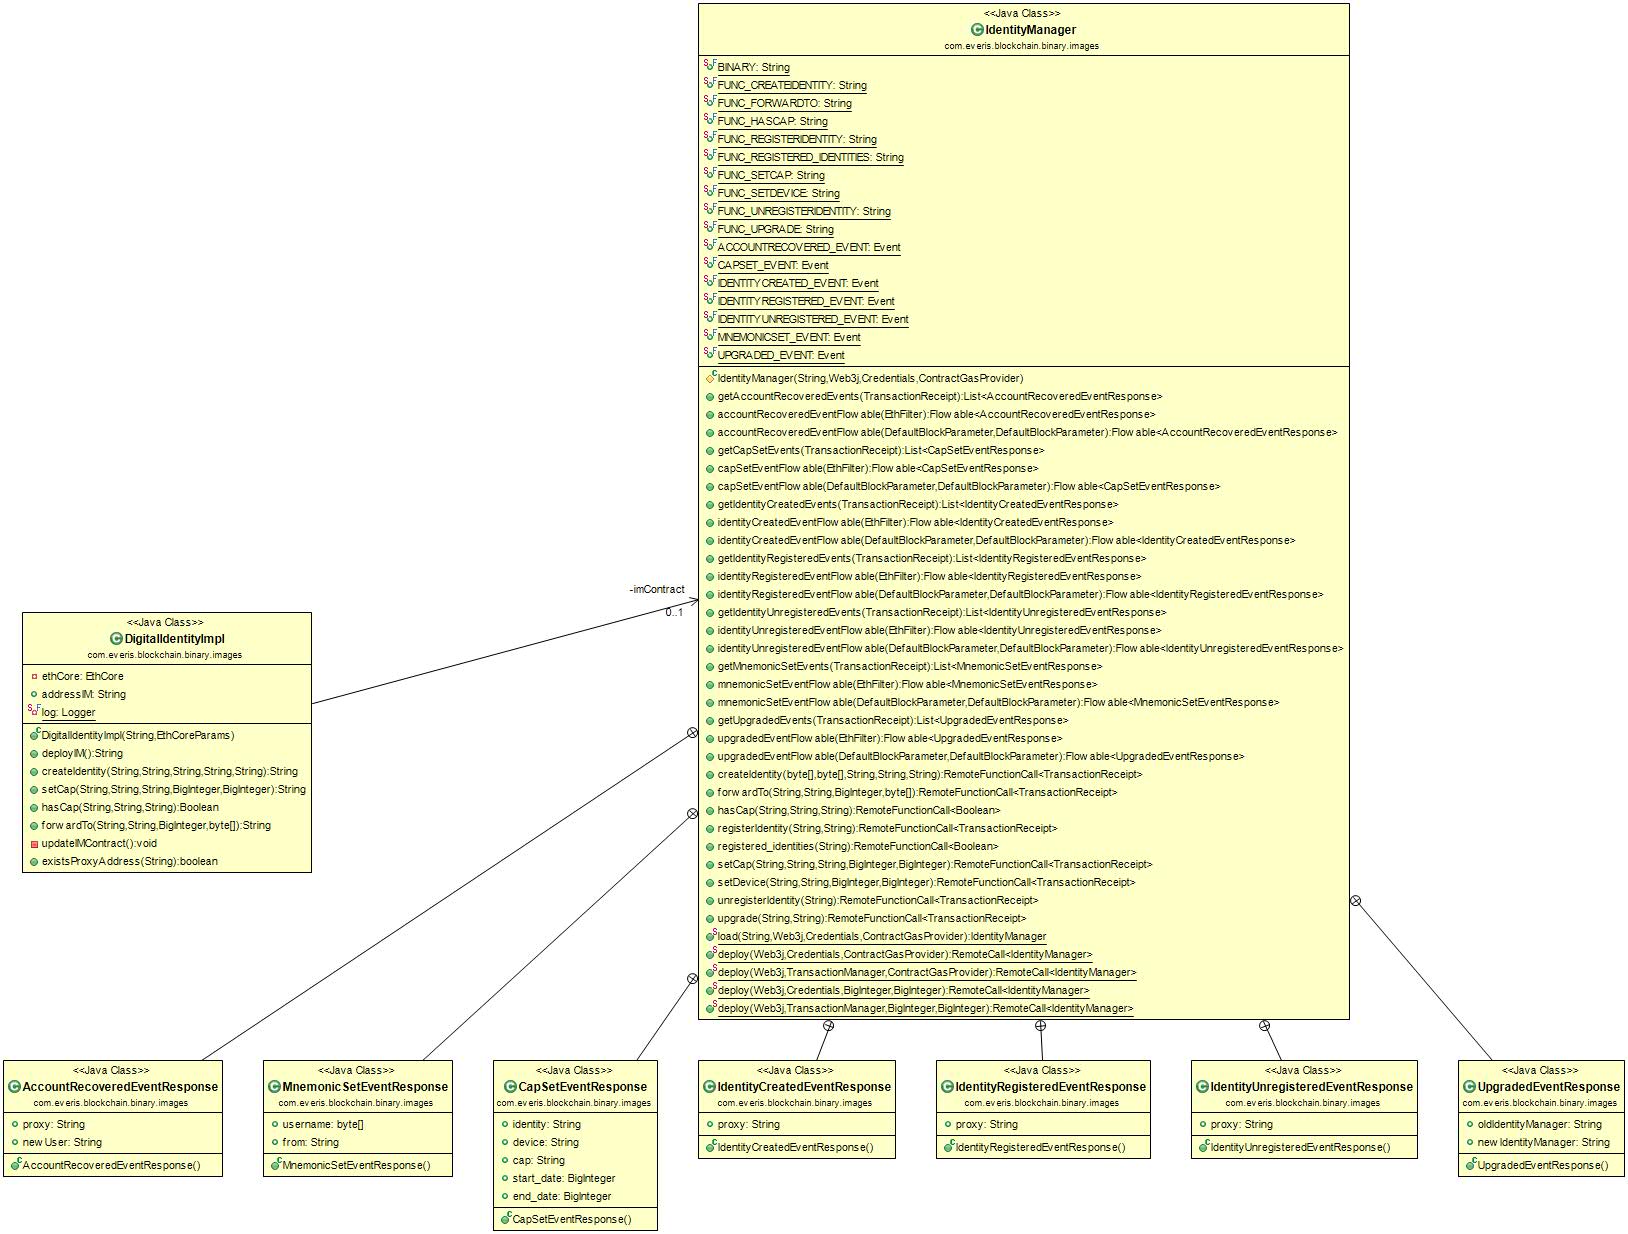 <<Java Class>>
IdentityManager
com.everis.blockchain.binary.images
BINARY: String
FUNC_CREATEIDENTITY: String
FUNC_FORWARDTO: String
FUNC_HASCAP: String
FUNC_REGISTERIDENTITY: String
FUNC_REGISTERED_IDENTITIES: String
FUNC_SETCAP: String
FUNC_SETDEVICE: String
FUNC_UNREGISTERIDENTITY: String
FUNC_UPGRADE: String
ACCOUNTRECOVERED_EVENT: Event
CAPSET_EVENT: Event
IDENTITYCREATED_EVENT: Event
IDENTITYREGISTERED_EVENT: Event
IDENTITYUNREGISTERED_EVENT: Event
MNEMONICSET_EVENT: Event
UPGRADED_EVENT: Event
IdentityManager(String,Web3j,Credentials,ContractGasProvider)
getAccountRecoveredEvents(TransactionReceipt):List<AccountRecoveredEventResponse>
accountRecoveredEventFlowable(EthFilter):Flowable<AccountRecoveredEventResponse>
accountRecoveredEventFlowable(DefaultBlockParameter,DefaultBlockParameter):Flowable<AccountRecoveredEventResponse>
getCapSetEvents(TransactionReceipt):List<CapSetEventResponse>
capSetEventFlowable(EthFilter):Flowable<CapSetEventResponse>
capSetEventFlowable(DefaultBlockParameter,DefaultBlockParameter):Flowable<CapSetEventResponse>
getIdentityCreatedEvents(TransactionReceipt):List<IdentityCreatedEventResponse>
identityCreatedEventFlowable(EthFilter):Flowable<IdentityCreatedEventResponse>
identityCreatedEventFlowable(DefaultBlockParameter,DefaultBlockParameter):Flowable<IdentityCreatedEventResponse>
getIdentityRegisteredEvents(TransactionReceipt):List<IdentityRegisteredEventResponse>
identityRegisteredEventFlowable(EthFilter):Flowable<IdentityRegisteredEventResponse>
identityRegisteredEventFlowable(DefaultBlockParameter,DefaultBlockParameter):Flowable<IdentityRegisteredEventResponse>
getIdentityUnregisteredEvents(TransactionReceipt):List<IdentityUnregisteredEventResponse>
identityUnregisteredEventFlowable(EthFilter):Flowable<IdentityUnregisteredEventResponse>
identityUnregisteredEventFlowable(DefaultBlockParameter,DefaultBlockParameter):Flowable<IdentityUnregisteredEventResponse>
getMnemonicSetEvents(TransactionReceipt):List<MnemonicSetEventResponse>
mnemonicSetEventFlowable(EthFilter):Flowable<MnemonicSetEventResponse>
mnemonicSetEventFlowable(DefaultBlockParameter,DefaultBlockParameter):Flowable<MnemonicSetEventResponse>
getUpgradedEvents(TransactionReceipt):List<UpgradedEventResponse>
upgradedEventFlowable(EthFilter):Flowable<UpgradedEventResponse>
upgradedEventFlowable(DefaultBlockParameter,DefaultBlockParameter):Flowable<UpgradedEventResponse>
createIdentity(byte[],byte[],String,String,String):RemoteFunctionCall<TransactionReceipt>
forwardTo(String,String,BigInteger,byte[]):RemoteFunctionCall<TransactionReceipt>
hasCap(String,String,String):RemoteFunctionCall<Boolean>
registerIdentity(String,String):RemoteFunctionCall<TransactionReceipt>
registered_identities(String):RemoteFunctionCall<Boolean>
setCap(String,String,String,BigInteger,BigInteger):RemoteFunctionCall<TransactionReceipt>
setDevice(String,String,BigInteger,BigInteger):RemoteFunctionCall<TransactionReceipt>
unregisterIdentity(String):RemoteFunctionCall<TransactionReceipt>
upgrade(String,String):RemoteFunctionCall<TransactionReceipt>
load(String,Web3j,Credentials,ContractGasProvider):IdentityManager
deploy(Web3j,Credentials,ContractGasProvider):RemoteCall<IdentityManager>
deploy(Web3j,TransactionManager,ContractGasProvider):RemoteCall<IdentityManager>
deploy(Web3j,Credentials,BigInteger,BigInteger):RemoteCall<IdentityManager>
deploy(Web3j,TransactionManager,BigInteger,BigInteger):RemoteCall<IdentityManager>
-imContract
0..1
<<Java Class>>
DigitalIdentityImpl
com.everis.blockchain.binary.images
ethCore: EthCore
addressIM: String
log: Logger
DigitalIdentityImpl(String,EthCoreParams)
deployIM():String
createIdentity(String,String,String,String,String):String
setCap(String,String,String,BigInteger,BigInteger):String
hasCap(String,String,String):Boolean
forwardTo(String,String,BigInteger,byte[]):String
updateIMContract():void
existsProxyAddress(String):boolean
<<Java Class>>
AccountRecoveredEventResponse
com.everis.blockchain.binary.images
proxy: String
newUser: String
AccountRecoveredEventResponse()
<<Java Class>>
MnemonicSetEventResponse
com.everis.blockchain.binary.images
username: byte[]
from: String
MnemonicSetEventResponse()
<<Java Class>>
CapSetEventResponse
com.everis.blockchain.binary.images
identity: String
device: String
cap: String
start_date: BigInteger
end_date: BigInteger
CapSetEventResponse()
<<Java Class>>
IdentityCreatedEventResponse
com.everis.blockchain.binary.images
proxy: String
IdentityCreatedEventResponse()
<<Java Class>>
IdentityRegisteredEventResponse
com.everis.blockchain.binary.images
proxy: String
IdentityRegisteredEventResponse()
<<Java Class>>
IdentityUnregisteredEventResponse
com.everis.blockchain.binary.images
proxy: String
IdentityUnregisteredEventResponse()
<<Java Class>>
UpgradedEventResponse
com.everis.blockchain.binary.images
oldIdentityManager: String
newIdentityManager: String
UpgradedEventResponse()